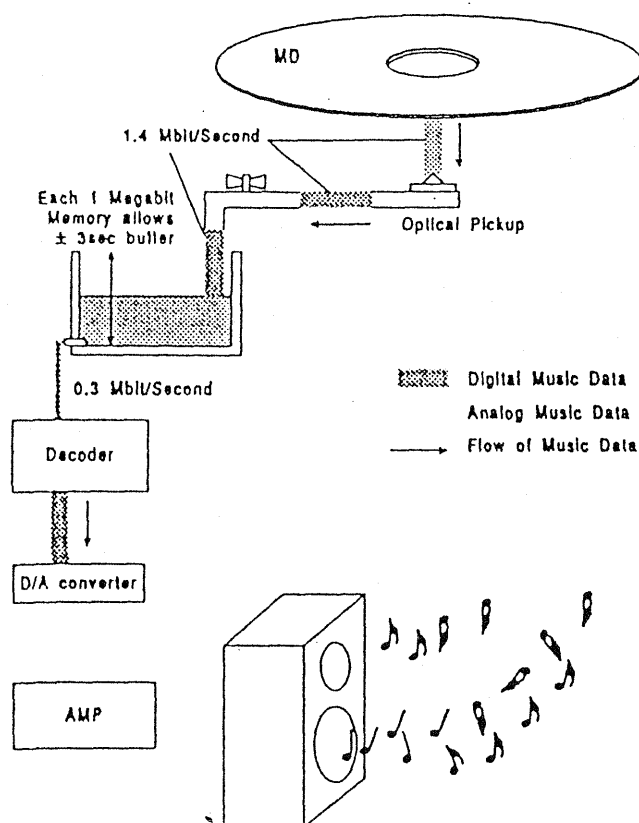 MD
1.4 Mbit/Second
Each 1 Megabit
Memory allows
± 3sec buffer
Optical Pickup
0.3 Mbit/Second
Digital Music Data
Analog Music Data
Flow of Music Data
Decoder
D/A converter
AMP